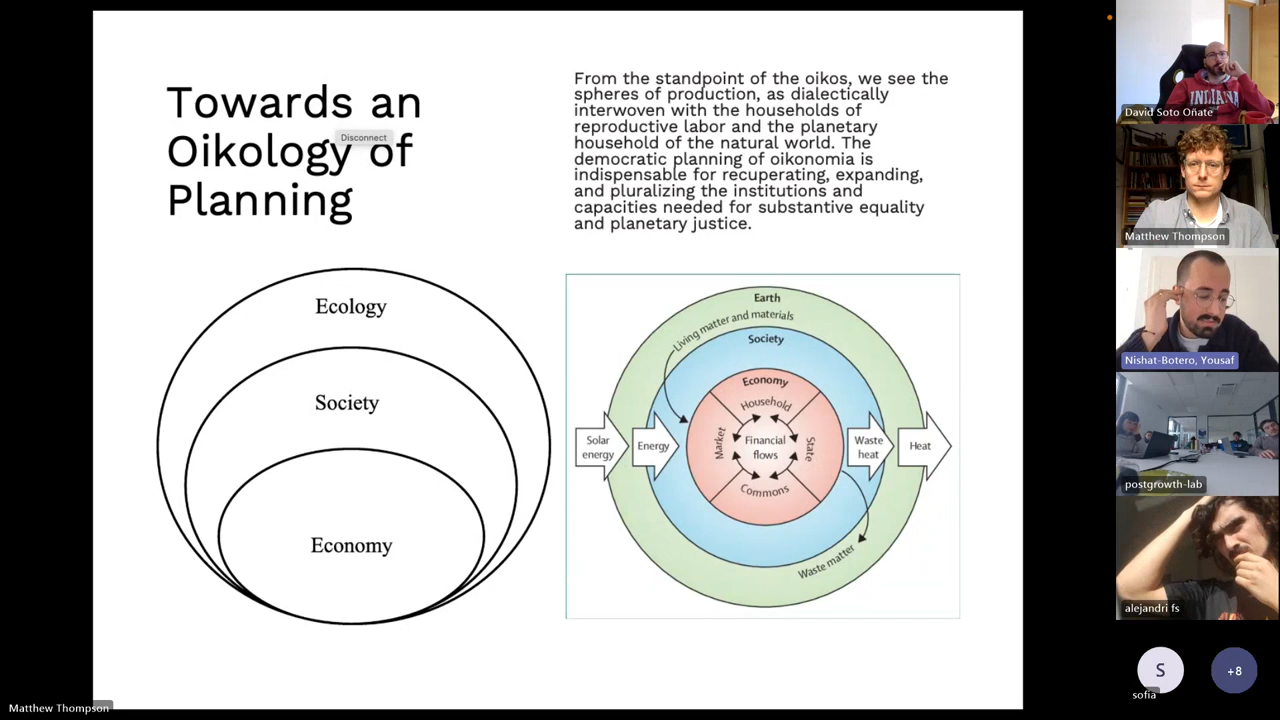 Towards an
Oikology of
Planning
Disconnect
From the standpoint of the oikos, we see the
spheres of production, as dialectically
interwoven with the households of
reproductive labor and the planetary
household of the natural world. The
democratic planning of oikonomia is
indispensable for recuperating, expanding,
and pluralizing the institutions and
capacities needed for substantive equality
and planetary justice.
Ecology
Society
Economy
Earth
Living matter and materials
Society
Economy
Household
Market
Financial
flows
State
Commons
Solar
energy
Energy
Waste
heat
Heat
Waste matter
INDIANA
David Soto Oñate
Matthew Thompson
Nishat-Botero, Yousaf
postgrowth-lab
alejandri fs
S
sofia
+8
Matthew Thompson